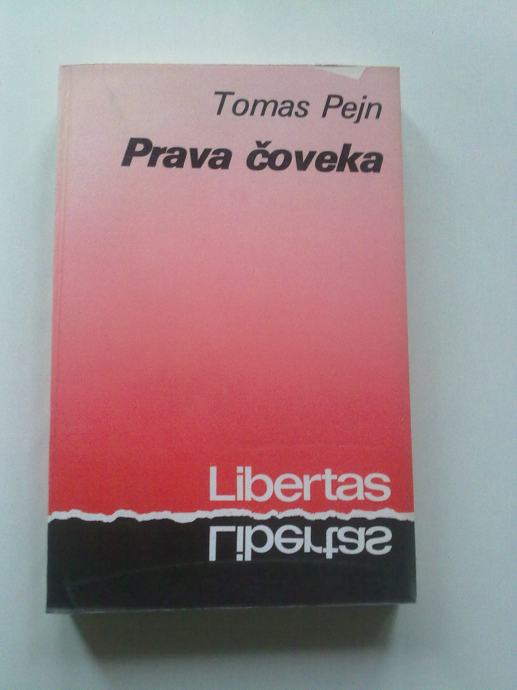 Tomas Pejn
Prava čoveka
Libertas
Libertas